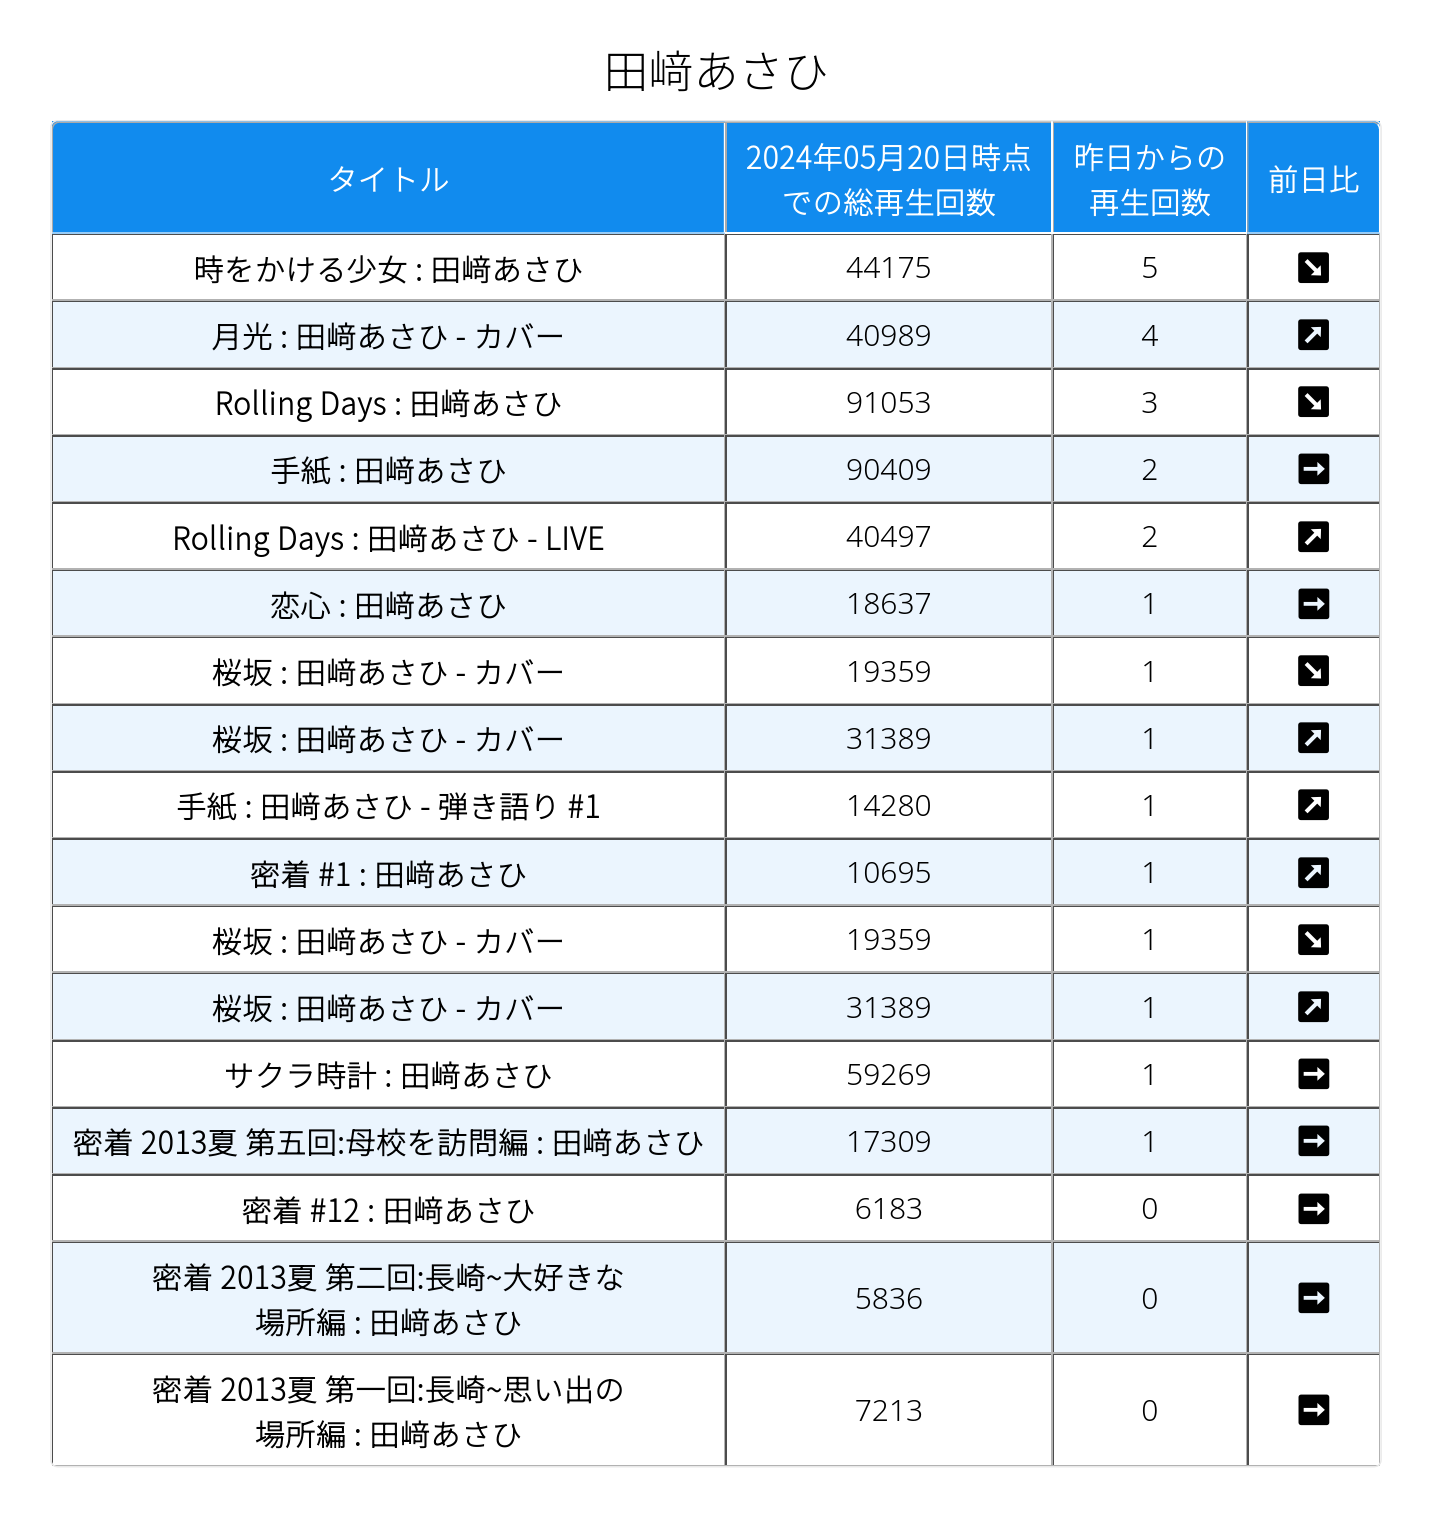 田﨑あさひ
タイトル
2024年05月20日時点
での総再生回数
昨日からの
再生回数
前日比
時をかける少女 : 田﨑あさひ 44175 5
月光 : 田﨑あさひ - カバー 40989 4
Rolling Days : 田﨑あさひ 91053 3
手紙 : 田﨑あさひ 90409 2
Rolling Days : 田﨑あさひ - LIVE 40497 2
恋心 : 田﨑あさひ 18637 1
桜坂 : 田﨑あさひ - カバー 19359 1
桜坂 : 田﨑あさひ - カバー 31389 1
手紙 : 田﨑あさひ - 弾き語り #1 14280 1
密着 #1 : 田﨑あさひ 10695 1
桜坂 : 田﨑あさひ - カバー 19359 1
桜坂 : 田﨑あさひ - カバー 31389 1
サクラ時計 : 田﨑あさひ 59269 1
密着 2013夏 第五回:母校を訪問編 : 田﨑あさひ 17309 1
密着 #12 : 田﨑あさひ 6183 0
密着 2013夏 第二回:長崎~大好きな
場所編 : 田﨑あさひ 5836 0
密着 2013夏 第一回:長崎~思い出の
場所編 : 田﨑あさひ 7213 0